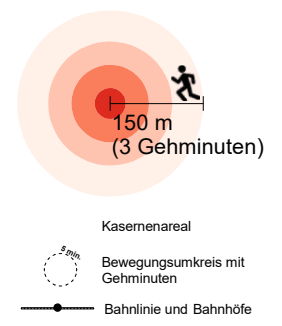 150 m
(3 Gehminuten)
Kasernenareal
5 min.
Bewegungsumkreis mit
Gehminuten
Bahnlinie und Bahnhöfe